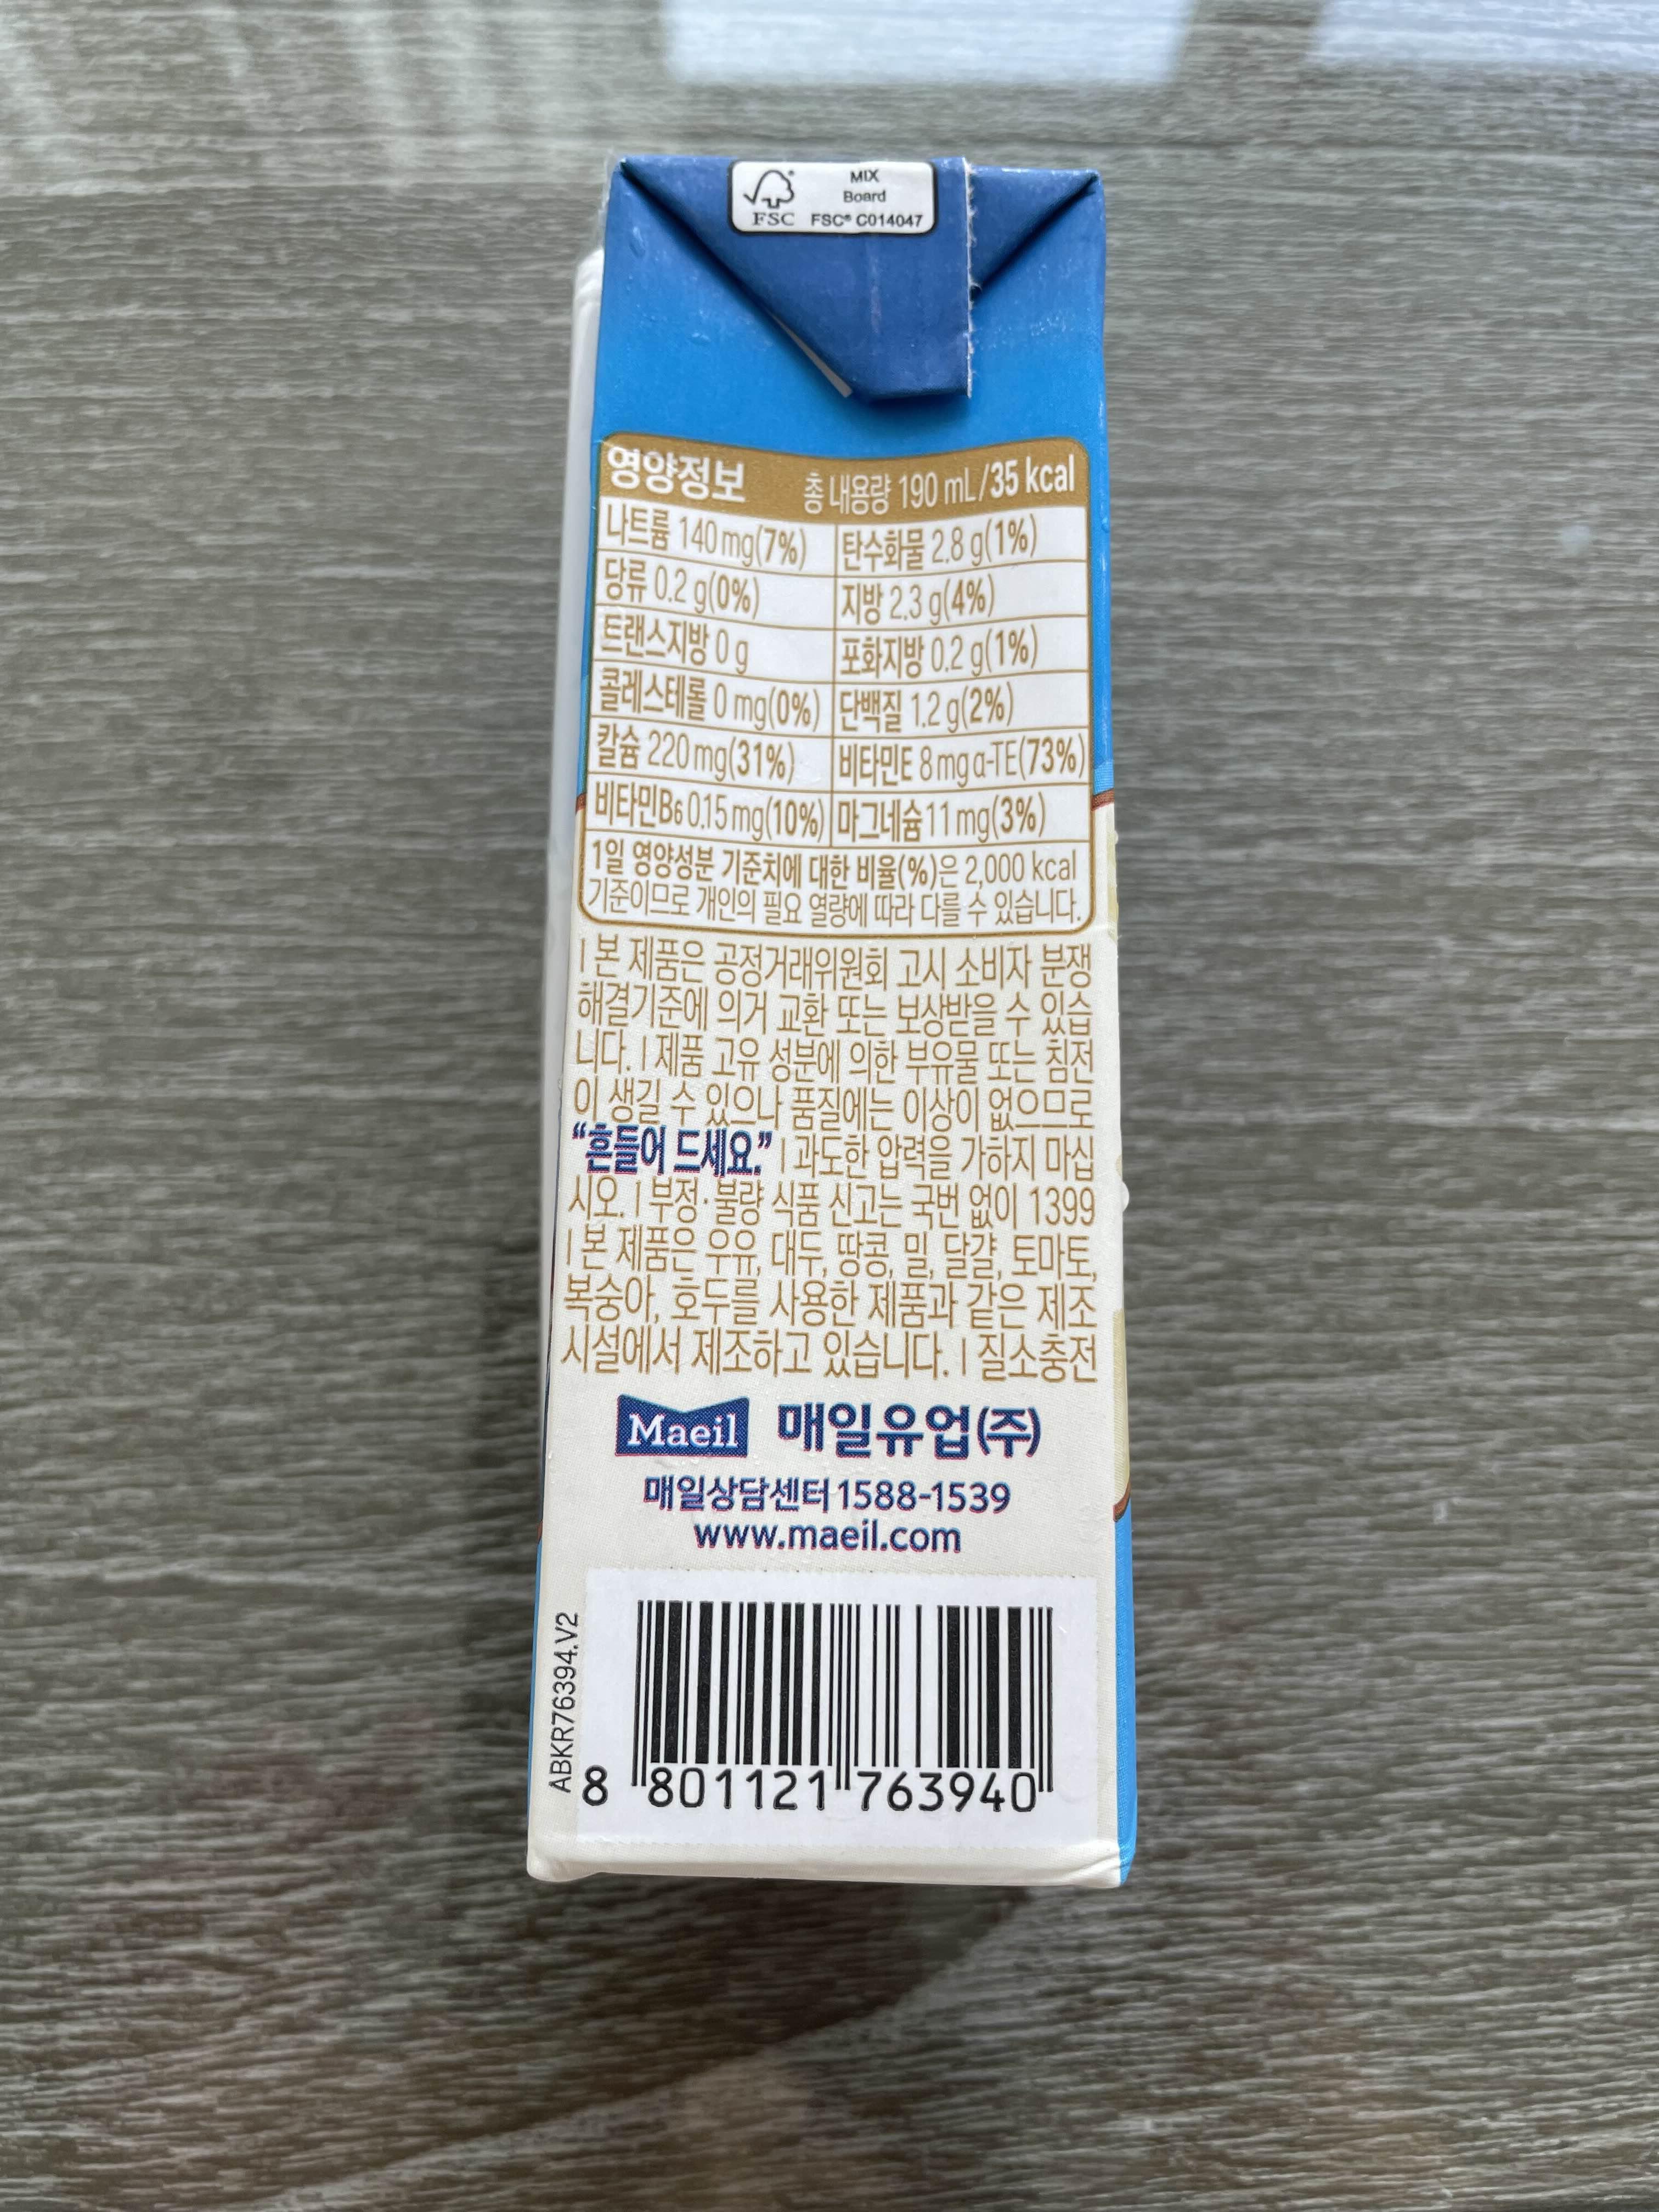 MIX
Board
FSC FSC® C014047
영양정보 총 내용량 190 mL/35 kcal
나트륨 140 mg(7%) 탄수화물 2.8 g(1%)
당류 0.2 g(0%) 지방 2.3 g(4%)
트랜스지방 0 g 포화지방 0.2 g(1%)
콜레스테롤 0 mg(0%) 단백질 1.2 g(2%)
칼슘 220 mg(31%) 비타민E 8 mg α-TE(73%)
비타민B6 0.15 mg(10%) 마그네슘 11 mg(3%)
1일 영양성분 기준치에 대한 비율(%)은 2,000 kcal
기준이므로 개인의 필요 열량에 따라 다를 수 있습니다.
| 본 제품은 공정거래위원회 고시 소비자 분쟁
해결기준에 의거 교환 또는 보상받을 수 있습
니다. | 제품 고유 성분에 의한 부유물 또는 침전
이 생길 수 있으나 품질에는 이상이 없으므로
“흔들어 드세요.” | 과도한 압력을 가하지 마십
시오. | 부정·불량 식품 신고는 국번 없이 1399
| 본 제품은 우유, 대두, 땅콩, 밀, 달걀, 토마토,
복숭아, 호두를 사용한 제품과 같은 제조
시설에서 제조하고 있습니다. | 질소충전
Maeil 매일유업(주)
매일상담센터 1588-1539
www.maeil.com
ABKR76394.V2
8 801121 763940